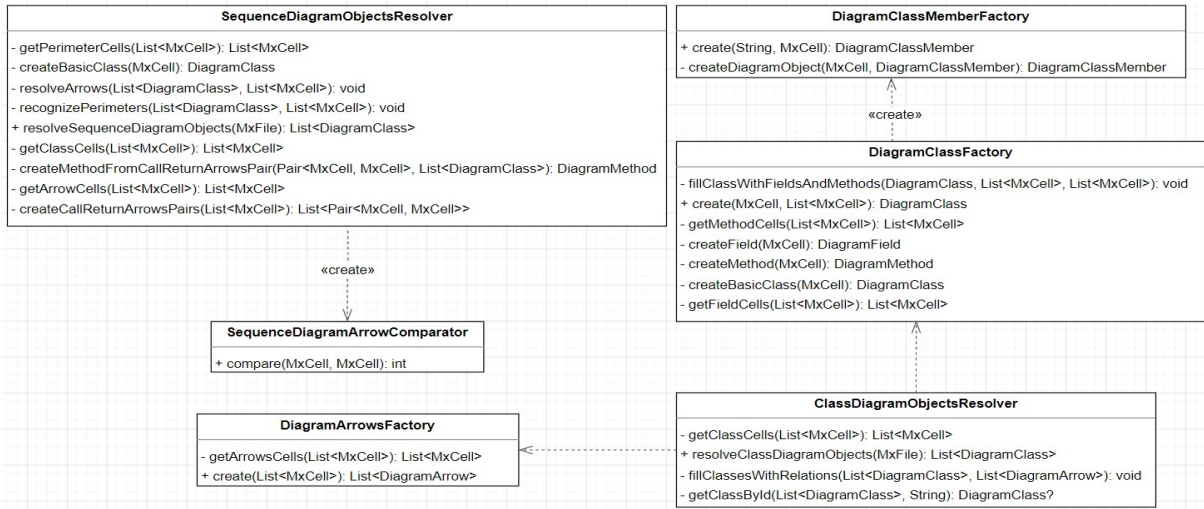 SequenceDiagramObjectsResolver
- getPerimeterCells(List<MxCell>): List<MxCell>
- createBasicClass(MxCell): DiagramClass
- resolveArrows(List<DiagramClass>, List<MxCell>): void
- recognizePerimeters(List<DiagramClass>, List<MxCell>): void
+ resolveSequenceDiagramObjects(MxFile): List<DiagramClass>
- getClassCells(List<MxCell>): List<MxCell>
- createMethodFromCallReturnArrowsPair(Pair<MxCell, MxCell>, List<DiagramClass>): DiagramMethod
- getArrowCells(List<MxCell>): List<MxCell>
- createCallReturnArrowsPairs(List<MxCell>): List<Pair<MxCell, MxCell>>
«create»
SequenceDiagramArrowComparator
+ compare(MxCell, MxCell): int
DiagramArrowsFactory
- getArrowsCells(List<MxCell>): List<MxCell>
+ create(List<MxCell>): List<DiagramArrow>
DiagramClassMemberFactory
+ create(String, MxCell): DiagramClassMember
- createDiagramObject(MxCell, DiagramClassMember): DiagramClassMember
«create»
DiagramClassFactory
- fillClassWithFieldsAndMethods(DiagramClass, List<MxCell>, List<MxCell>): void
+ create(MxCell, List<MxCell>): DiagramClass
- getMethodCells(List<MxCell>): List<MxCell>
- createField(MxCell): DiagramField
- createMethod(MxCell): DiagramMethod
- createBasicClass(MxCell): DiagramClass
- getFieldCells(List<MxCell>): List<MxCell>
ClassDiagramObjectsResolver
- getClassCells(List<MxCell>): List<MxCell>
+ resolveClassDiagramObjects(MxFile): List<DiagramClass>
- fillClassesWithRelations(List<DiagramClass>, List<DiagramArrow>): void
- getClassById(List<DiagramClass>, String): DiagramClass?